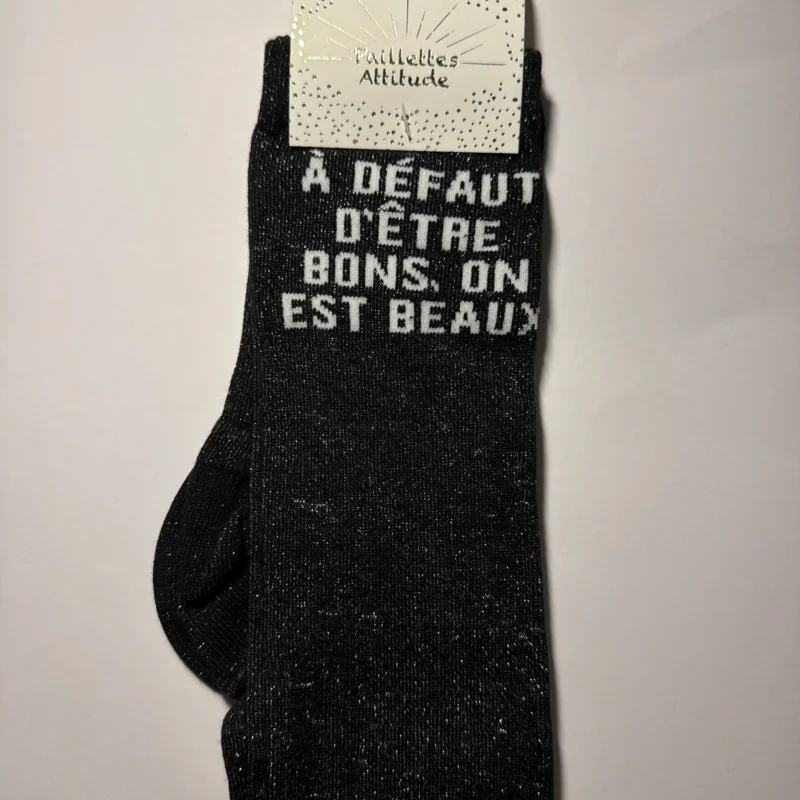 Paillettes
Attitude
À DÉFAUT
D'ÊTRE
BONS, ON
EST BEAUX